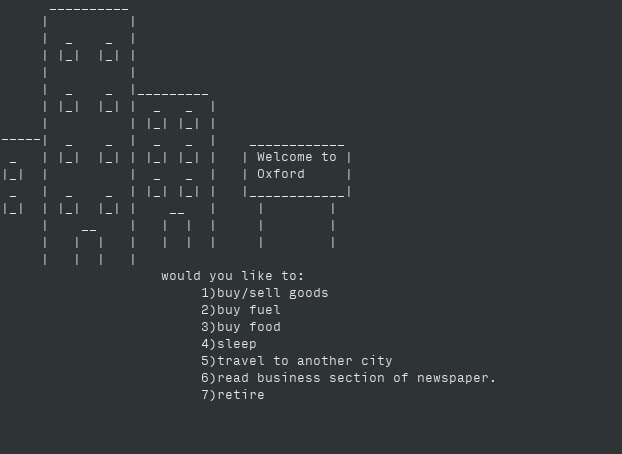 Welcome to
Oxford
would you like to:
1)buy/sell goods
2)buy fuel
3)buy food
4)sleep
5)travel to another city
6)read business section of newspaper.
7)retire